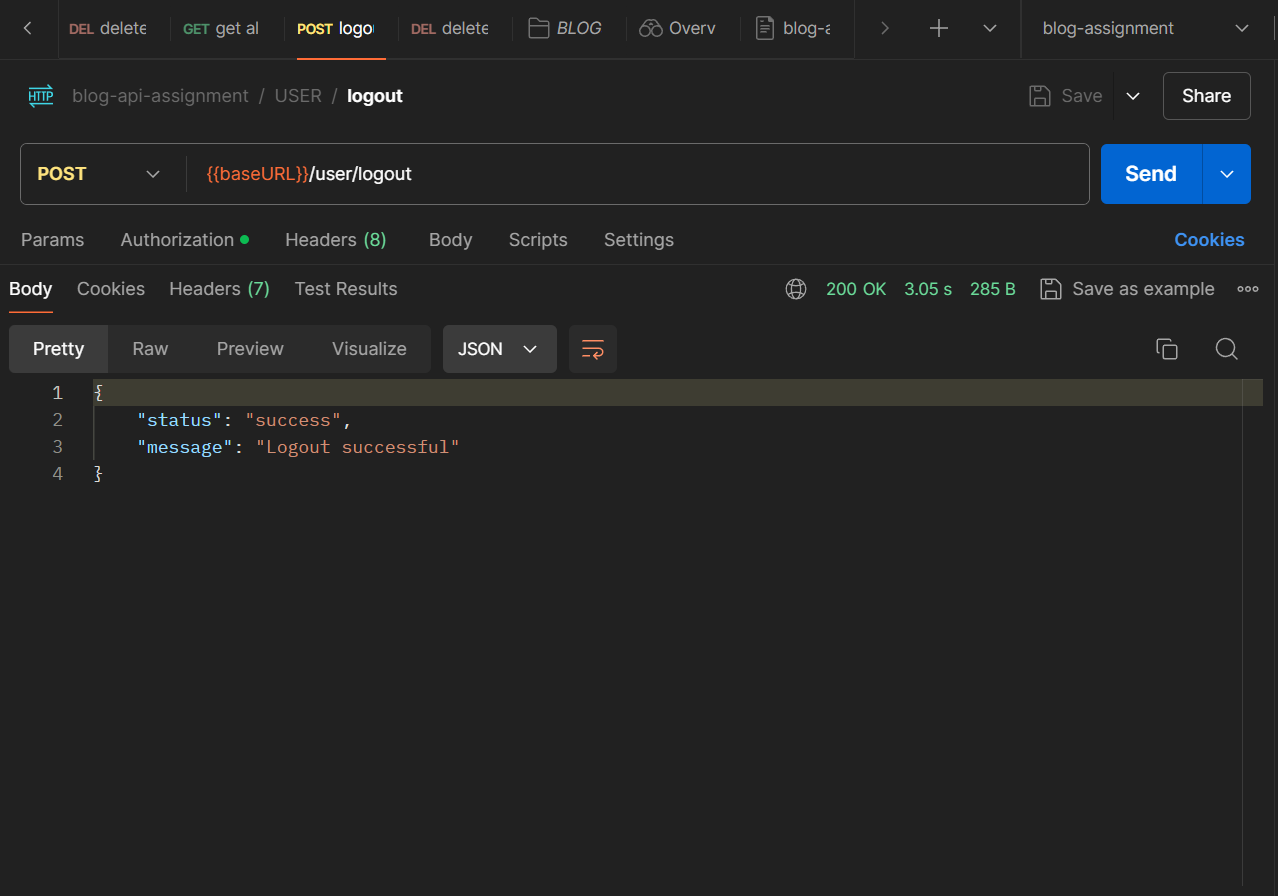 DEL delete GET get al POST logo DEL delete BLOG Overv blog-a blog-assignment
HTTP blog-api-assignment / USER / logout Save Share
POST {{baseURL}}/user/logout Send
Params Authorization Headers (8) Body Scripts Settings Cookies
Body Cookies Headers (7) Test Results 200 OK 3.05 s 285 B Save as example
Pretty Raw Preview Visualize JSON
1 {
2 "status": "success",
3 "message": "Logout successful"
4 }